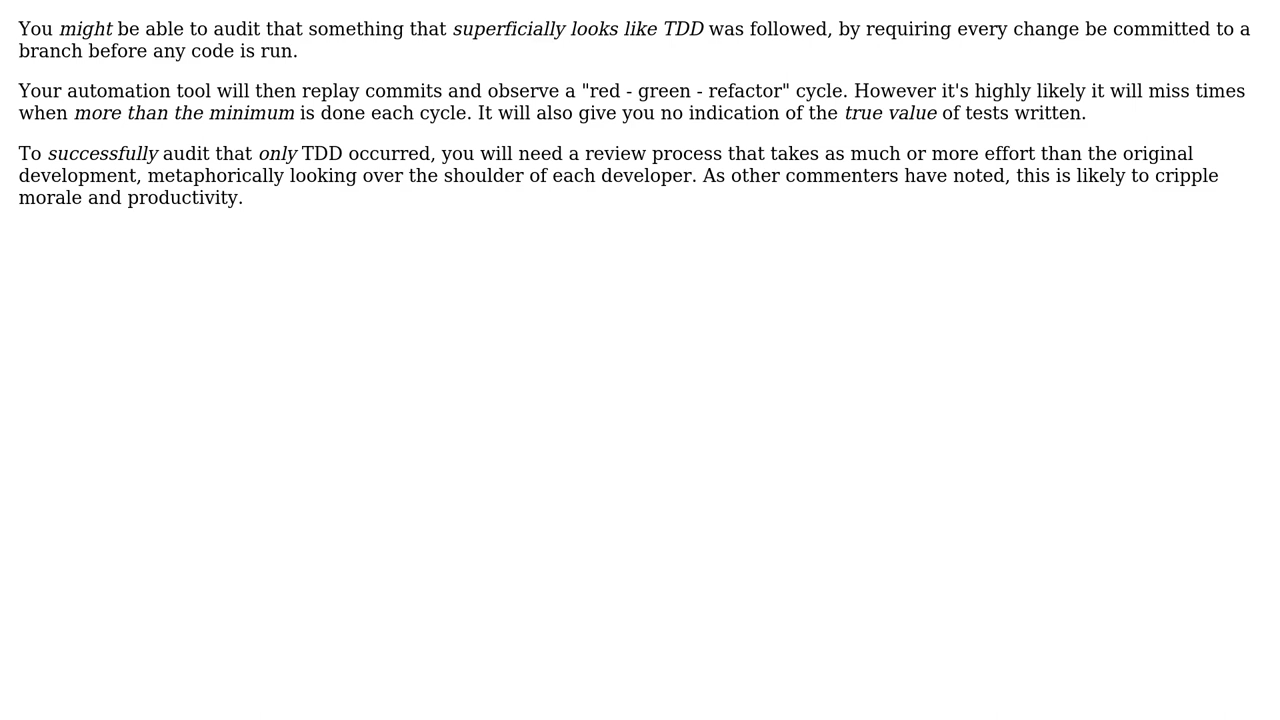 You might be able to audit that something that superficially looks like TDD was followed, by requiring every change be committed to a
branch before any code is run.
Your automation tool will then replay commits and observe a "red - green - refactor" cycle. However it's highly likely it will miss times
when more than the minimum is done each cycle. It will also give you no indication of the true value of tests written.
To successfully audit that only TDD occurred, you will need a review process that takes as much or more effort than the original
development, metaphorically looking over the shoulder of each developer. As other commenters have noted, this is likely to cripple
morale and productivity.